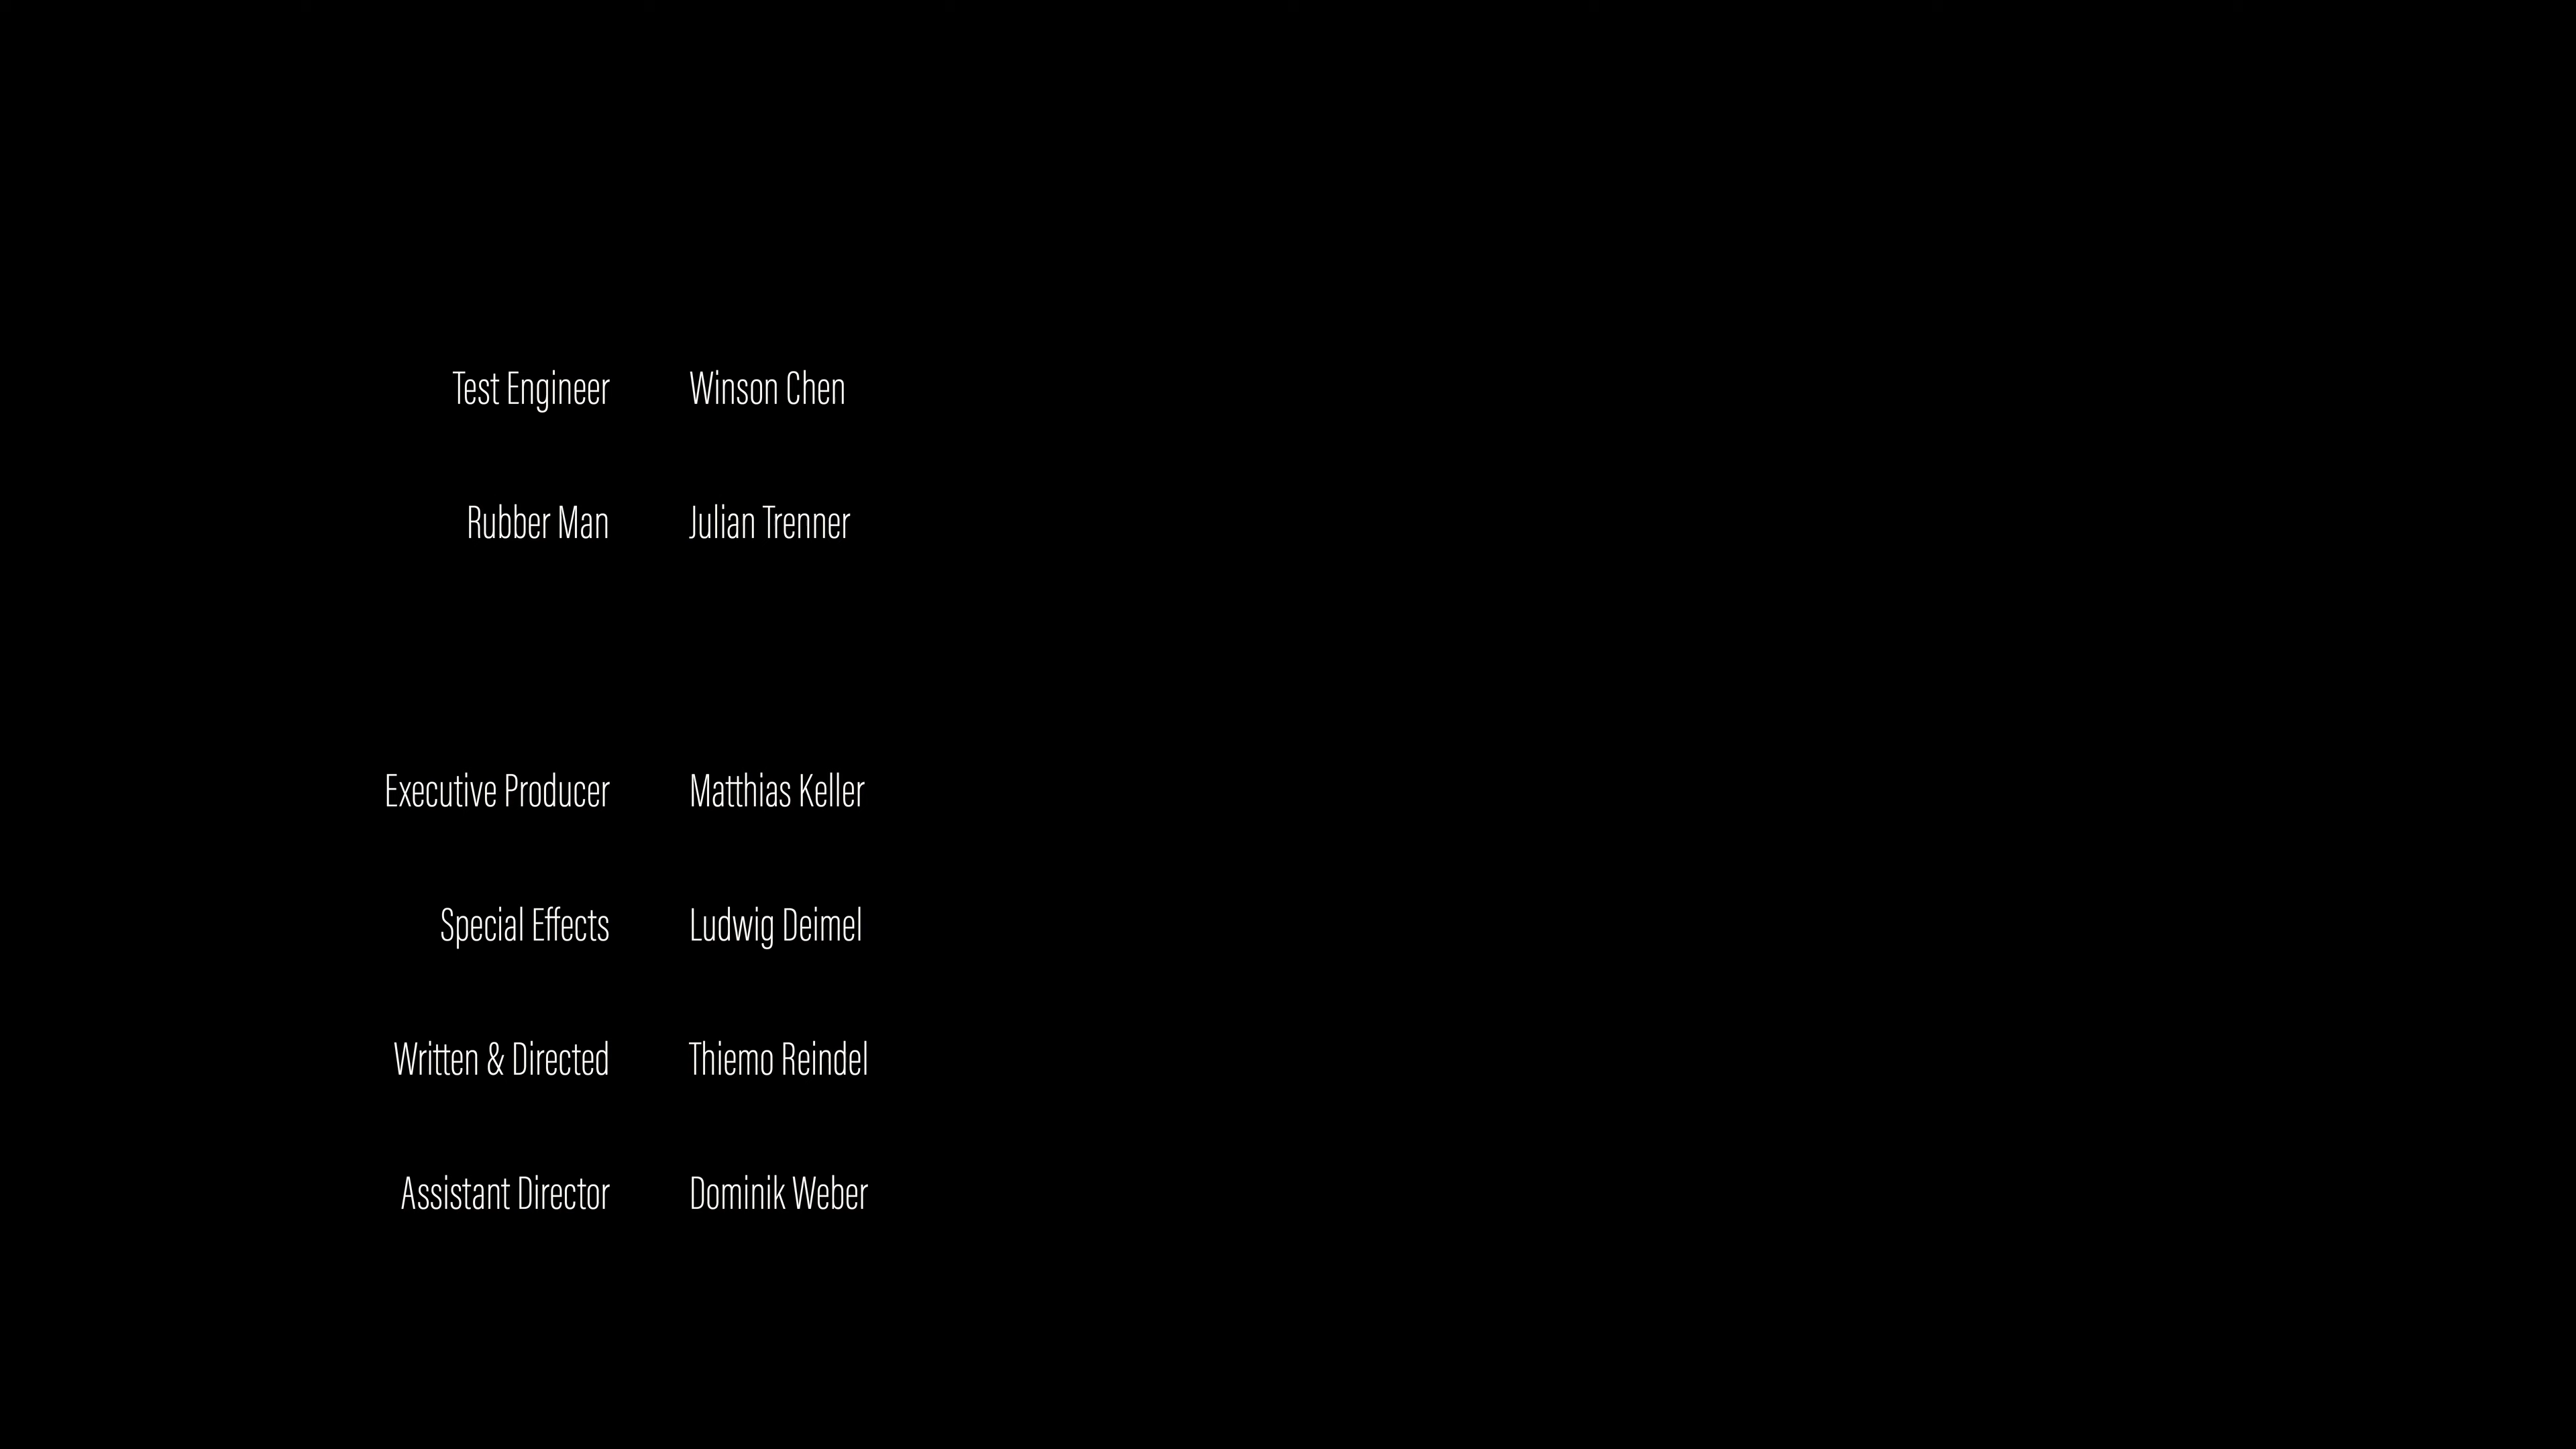 Test Engineer Winson Chen
Rubber Man Julian Trenner
Executive Producer Matthias Keller
Special Effects Ludwig Deimel
Written & Directed Thiemo Reindel
Assistant Director Dominik Weber